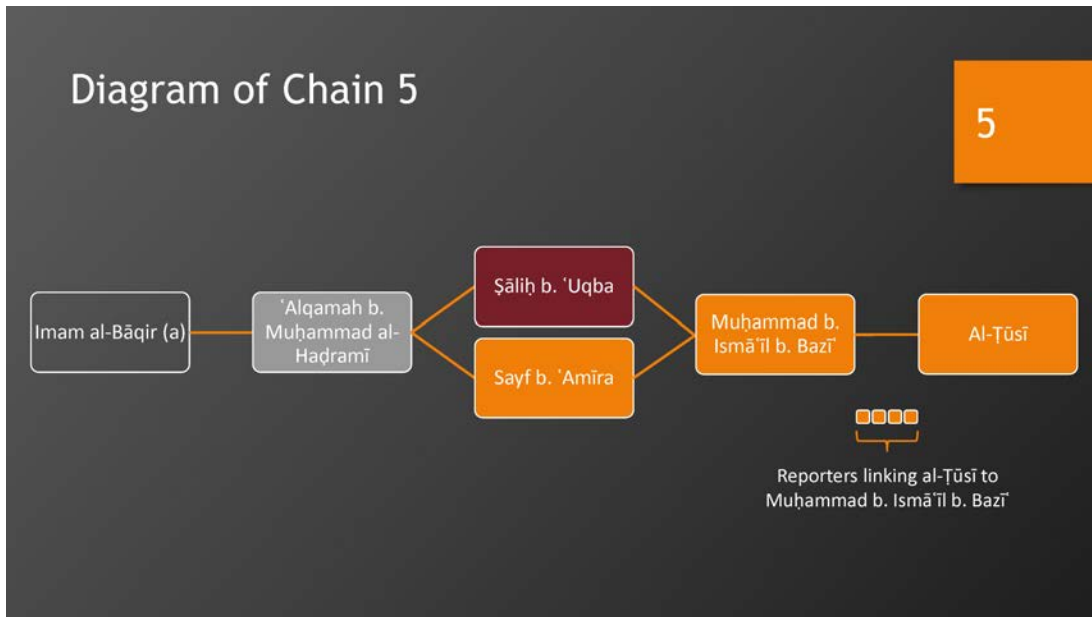 Diagram of Chain 5
5
Imam al-Bāqir (a)
ʿAlqamah b.
Muḥammad al-
Haḍramī
Ṣāliḥ b. ʿUqba
Sayf b. ʿAmīra
Muḥammad b.
Ismāʿīl b. Bazīʿ
Al-Ṭūsī
Reporters linking al-Ṭūsī to
Muḥammad b. Ismāʿīl b. Bazīʿ